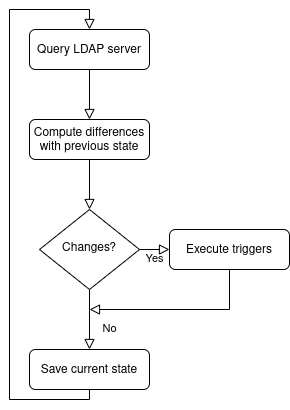 Query LDAP server
Compute differences
with previous state
Changes?
Yes
Execute triggers
No
Save current state